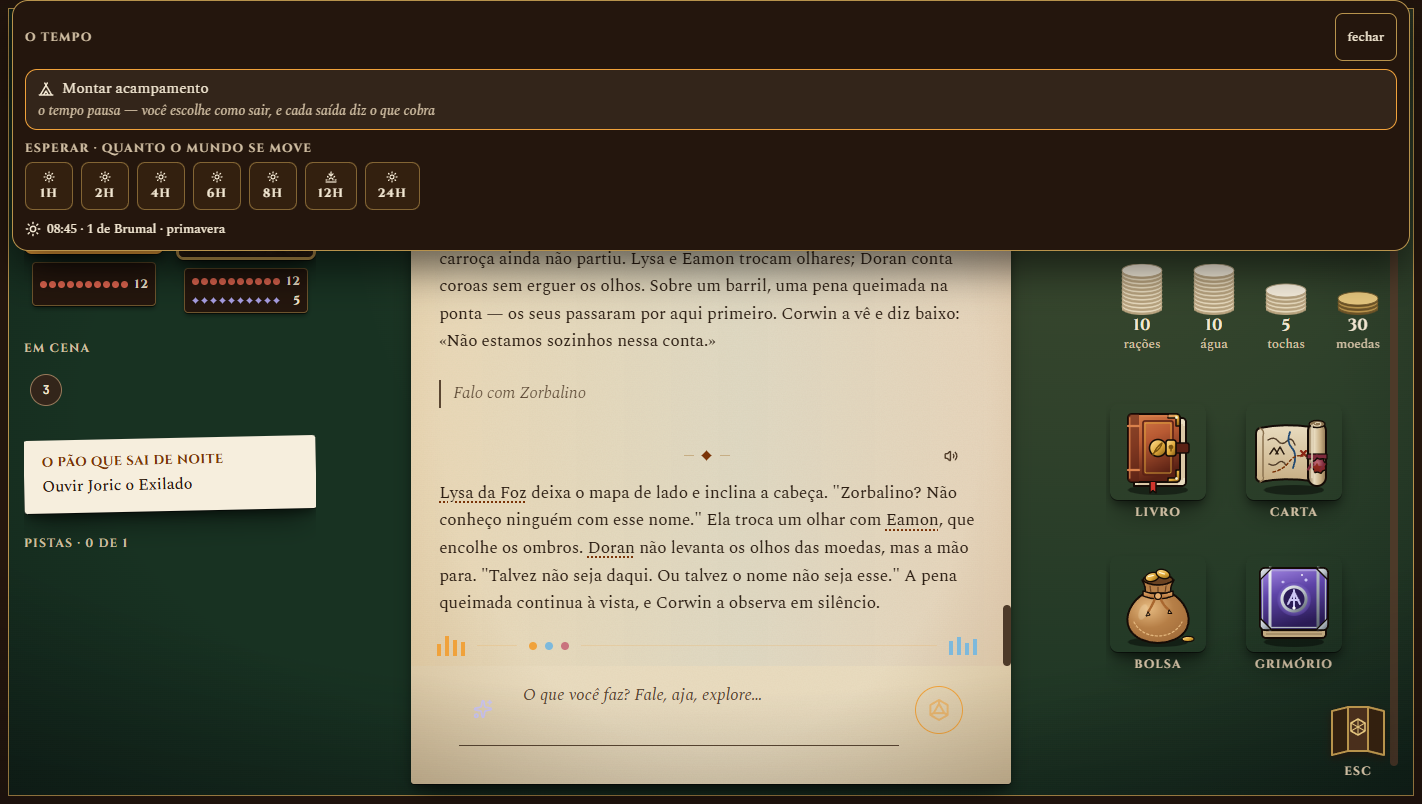 O TEMPO
fechar
Montar acampamento
o tempo pausa — você escolhe como sair, e cada saída diz o que cobra
ESPERAR · QUANTO O MUNDO SE MOVE
1H
2H
4H
6H
8H
12H
24H
08:45 · 1 de Brumal · primavera
12
12
5
EM CENA
3
O PÃO QUE SAI DE NOITE
Ouvir Joric o Exilado
PISTAS · 0 DE 1
carroça ainda não partiu. Lysa e Eamon trocam olhares; Doran conta
coroas sem erguer os olhos. Sobre um barril, uma pena queimada na
ponta — os seus passaram por aqui primeiro. Corwin a vê e diz baixo:
«Não estamos sozinhos nessa conta.»
Falo com Zorbalino
Lysa da Foz deixa o mapa de lado e inclina a cabeça. "Zorbalino? Não
conheço ninguém com esse nome." Ela troca um olhar com Eamon, que
encolhe os ombros. Doran não levanta os olhos das moedas, mas a mão
para. "Talvez não seja daqui. Ou talvez o nome não seja esse." A pena
queimada continua à vista, e Corwin a observa em silêncio.
O que você faz? Fale, aja, explore...
10
rações
10
água
5
tochas
30
moedas
LIVRO
CARTA
BOLSA
GRIMÓRIO
ESC